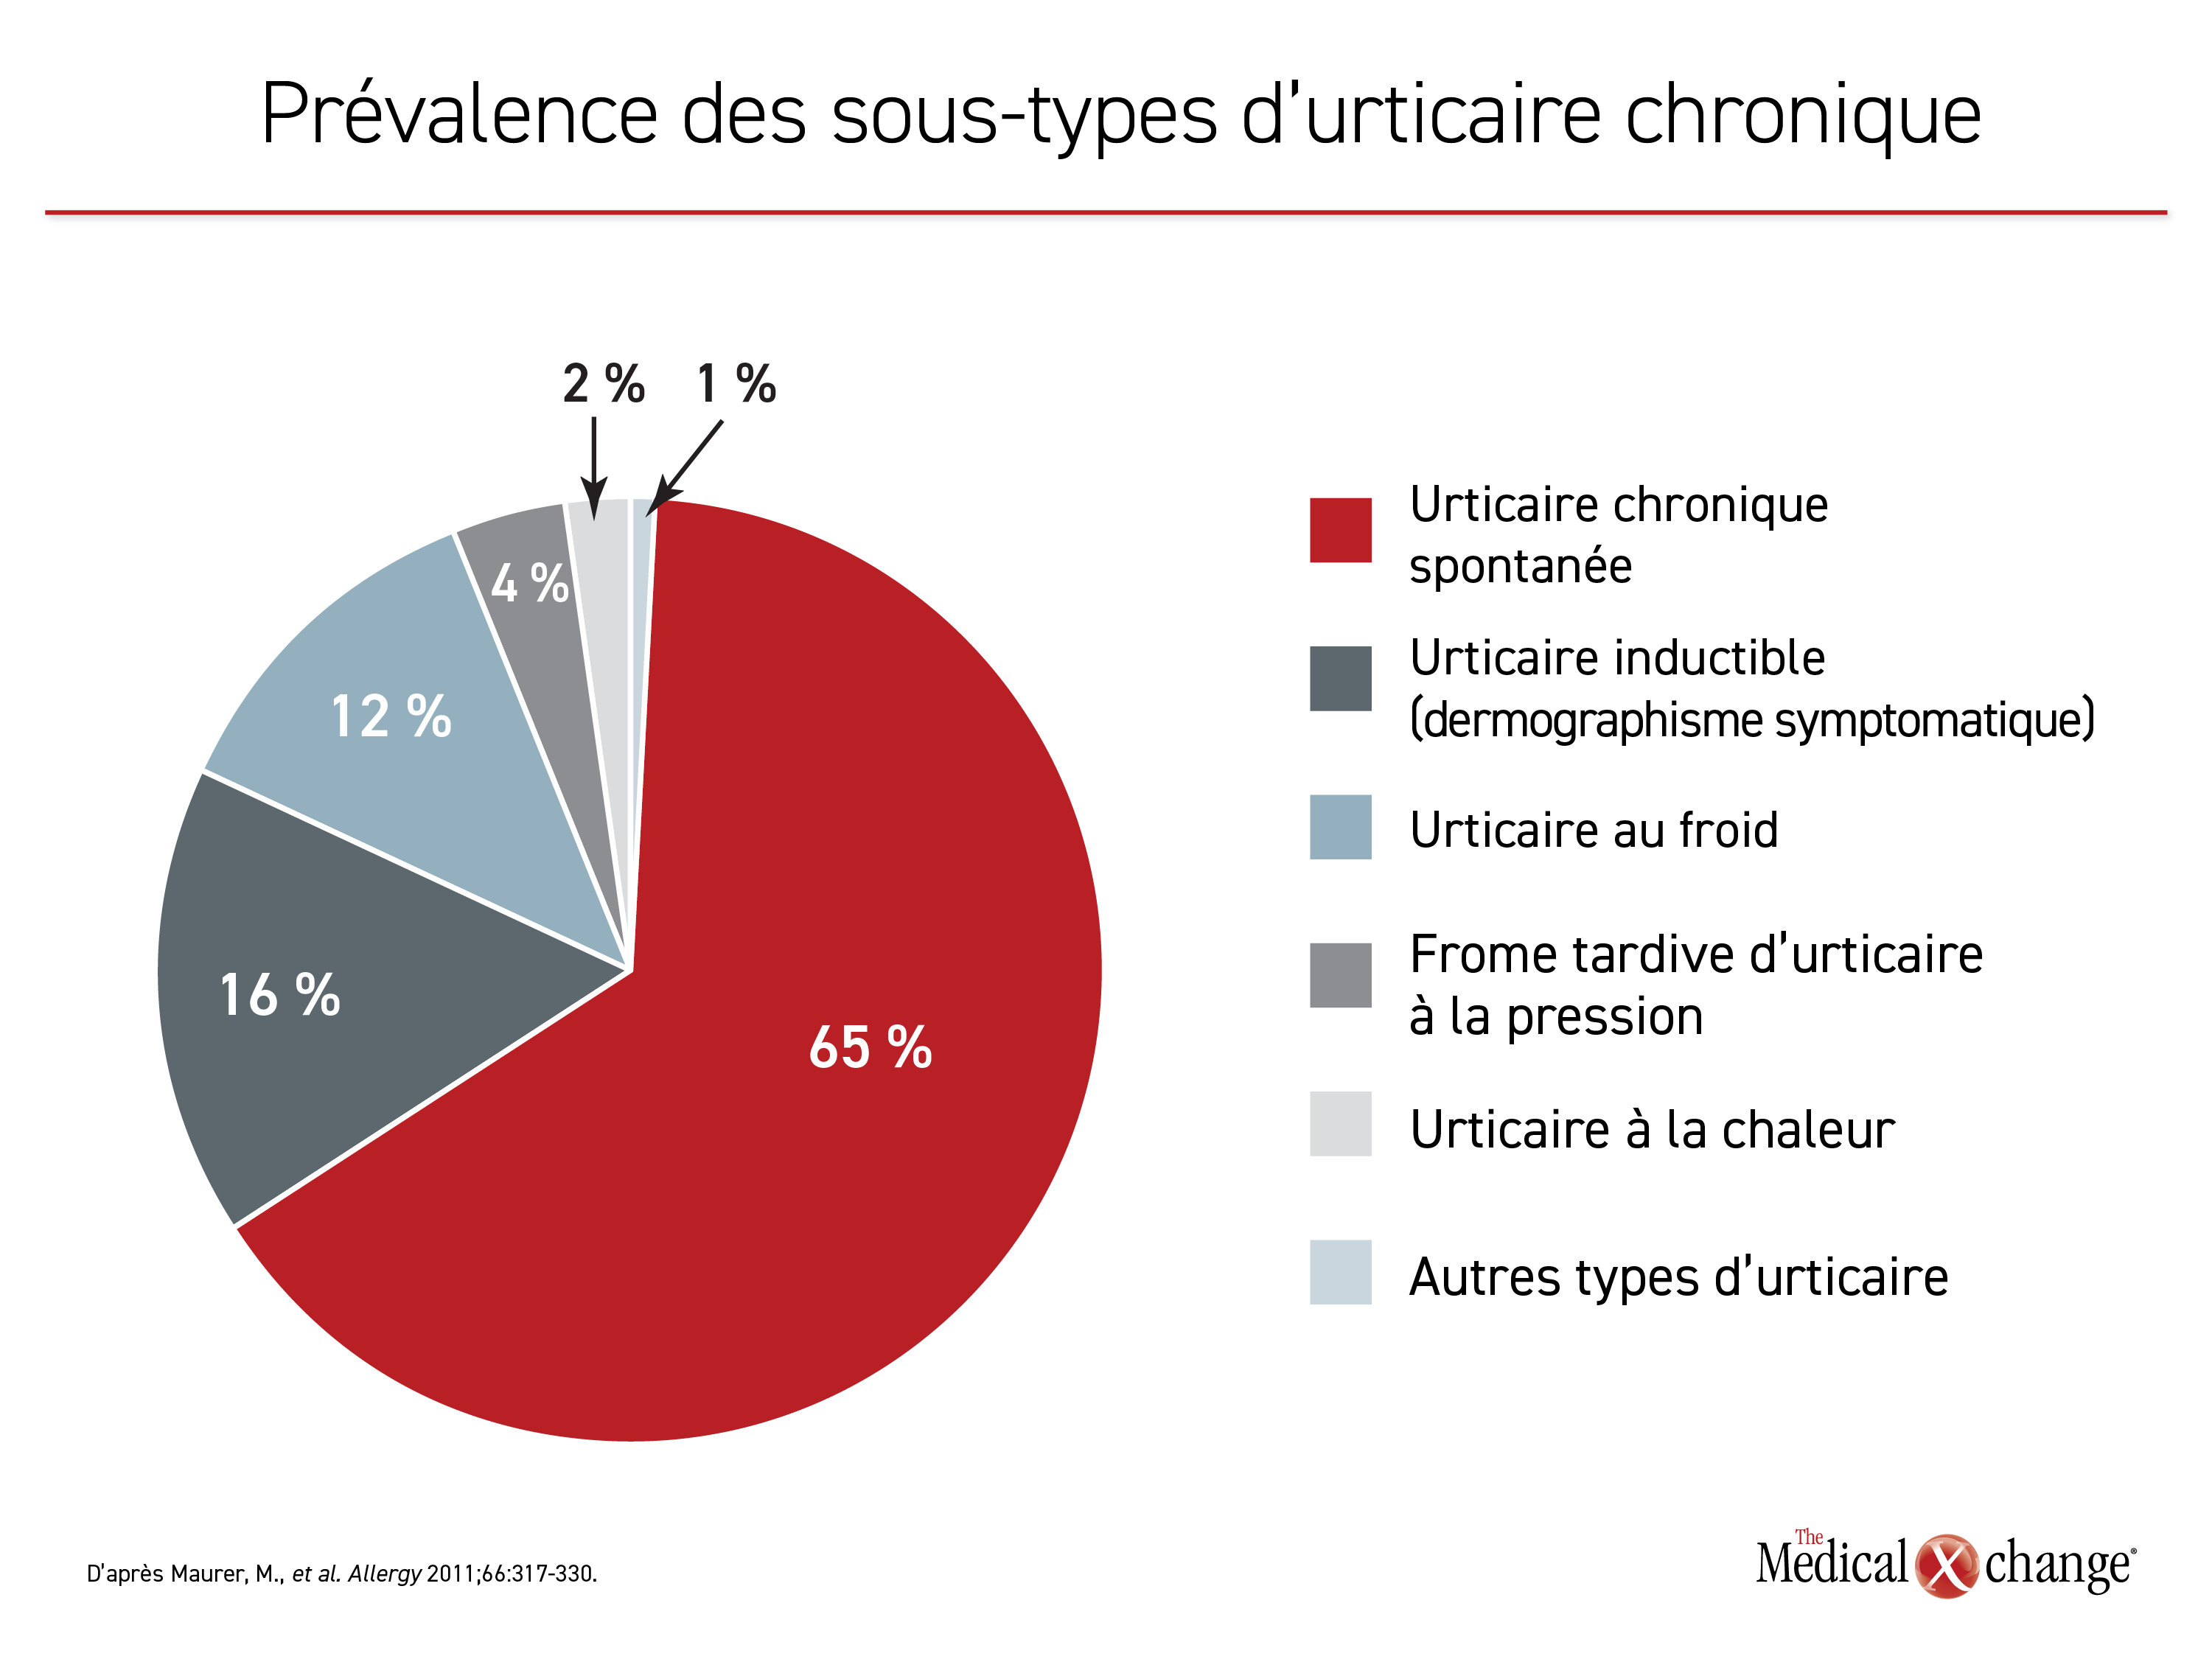 Prévalence des sous-types d’urticaire chronique
2 %
1 %
4 %
12 %
16 %
65 %
Urticaire chronique
spontanée
Urticaire inductible
(dermographisme symptomatique)
Urticaire au froid
Frome tardive d’urticaire
à la pression
Urticaire à la chaleur
Autres types d’urticaire
D’après Maurer, M., et al. Allergy 2011;66:317-330.
The
Medical X change®